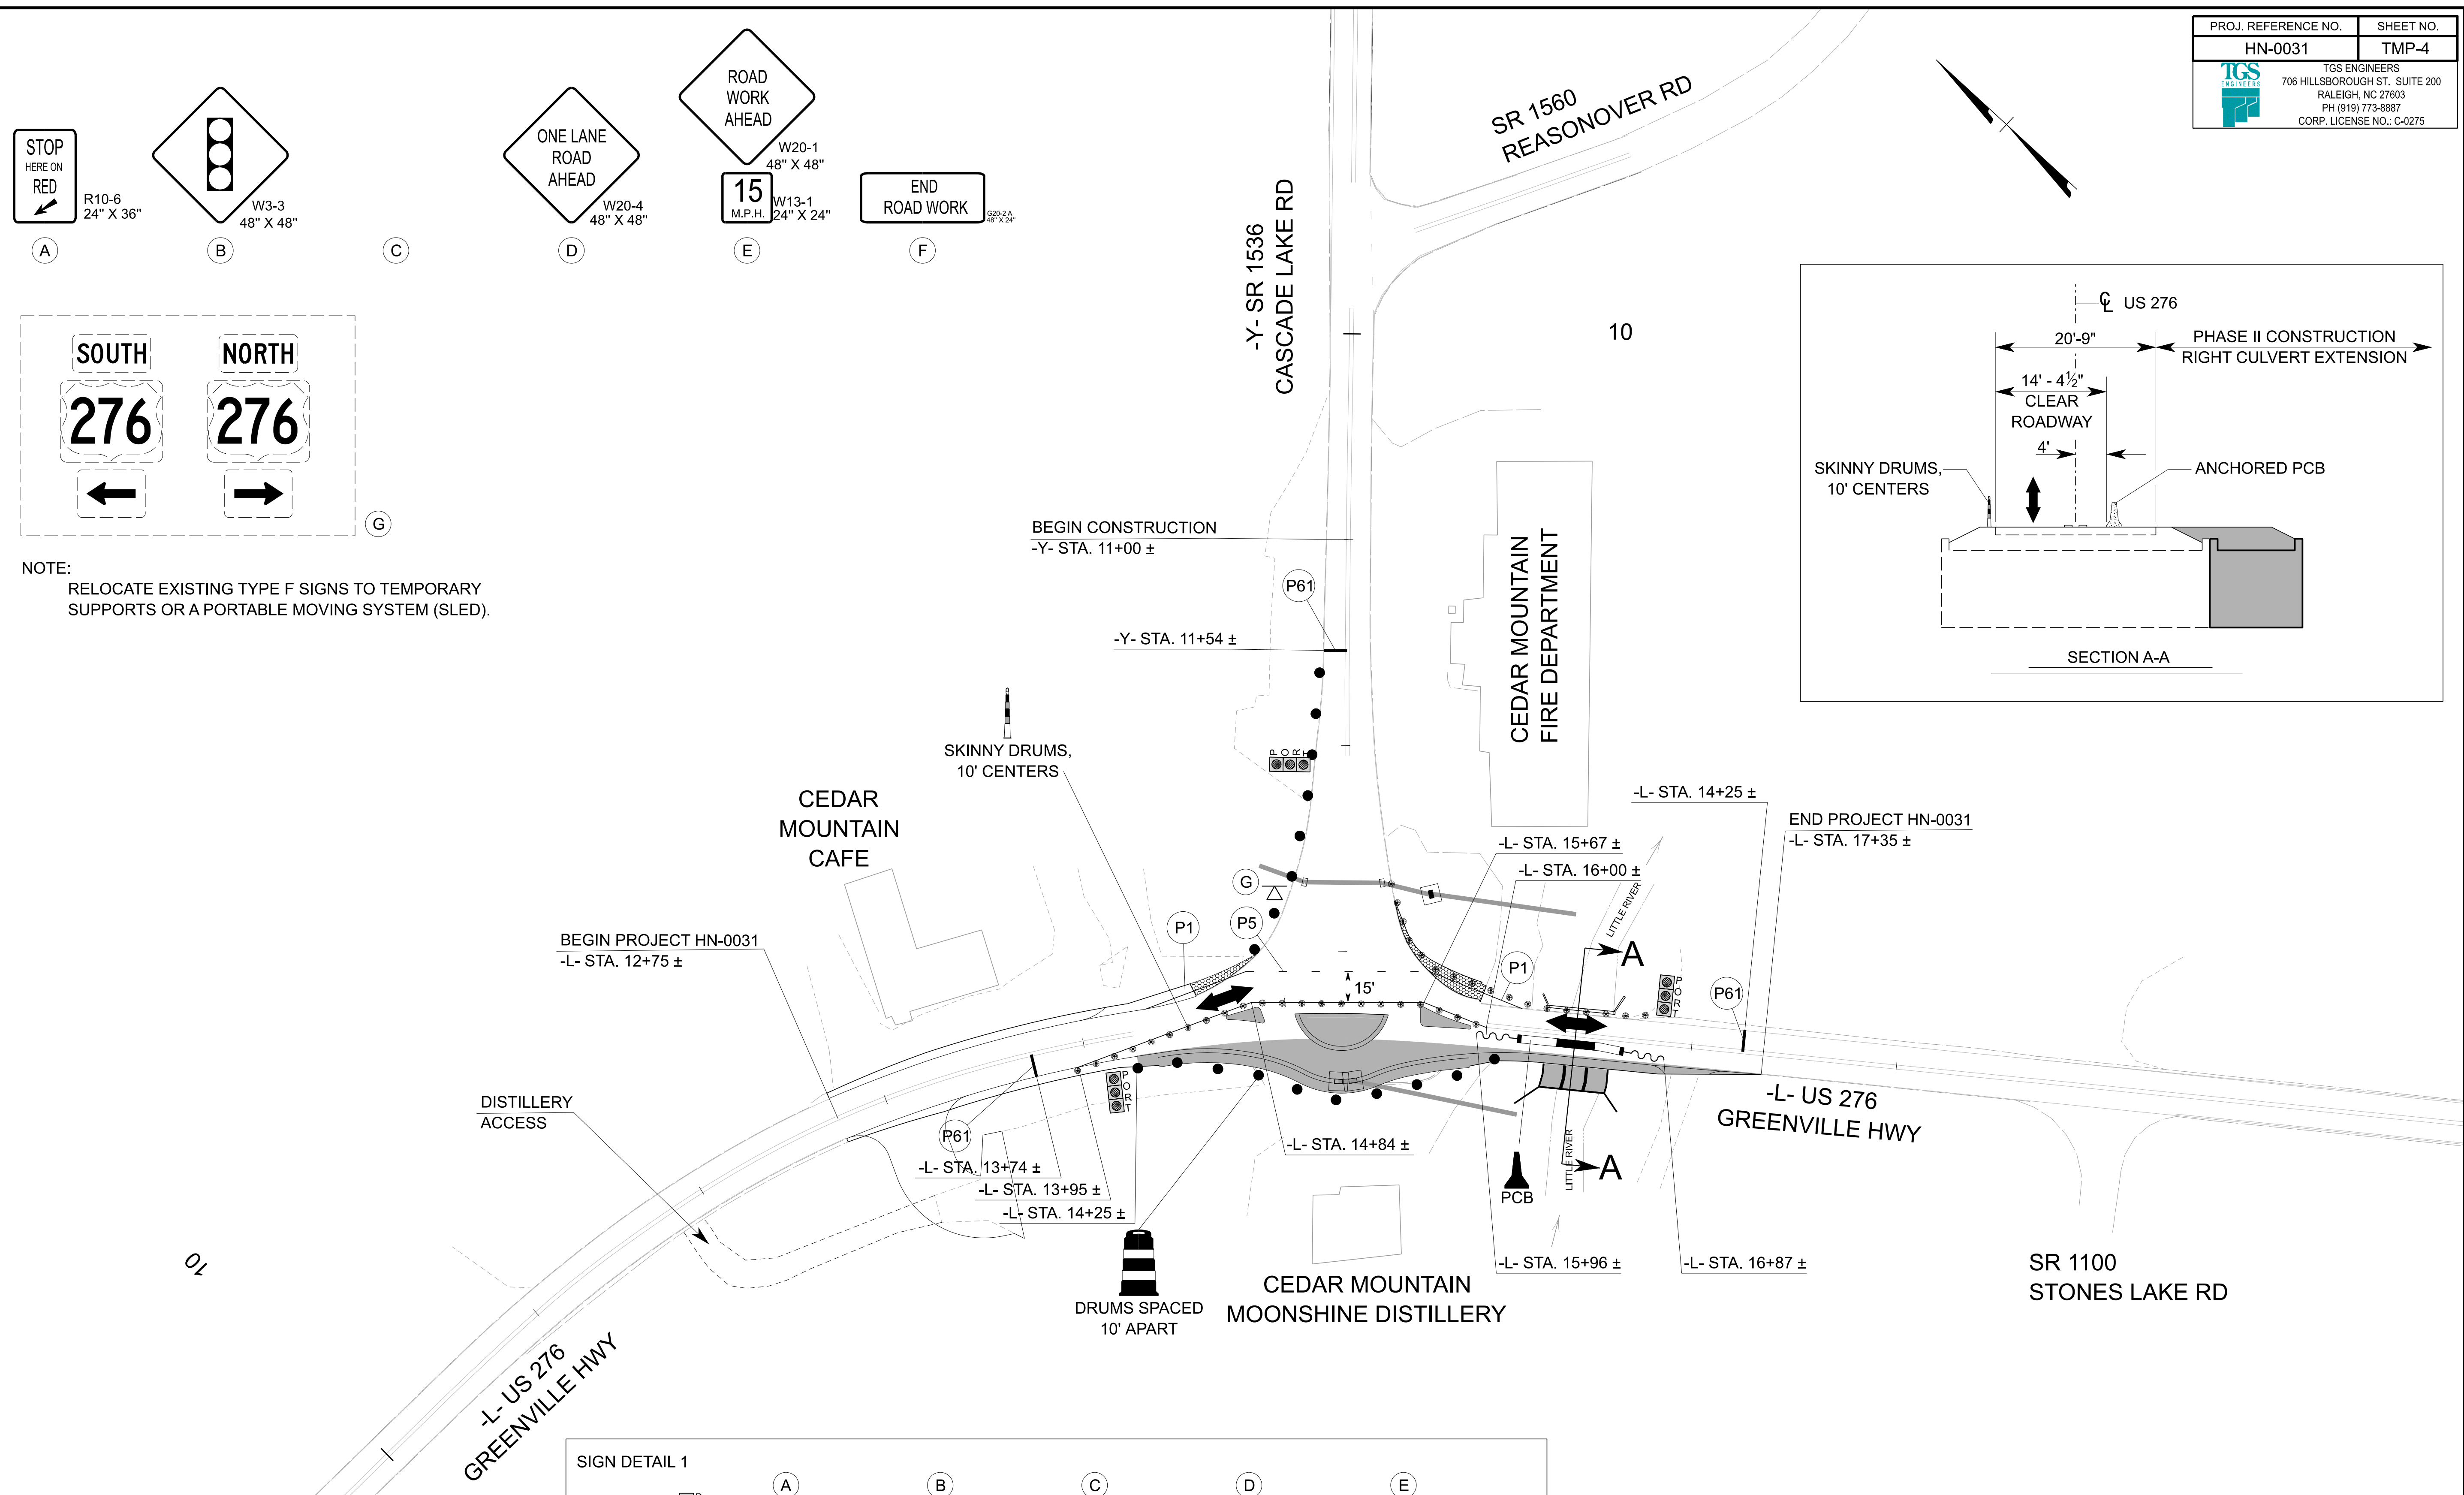 PROJ. REFERENCE NO.
SHEET NO.
HN-0031
TMP-4
TGS
ENGINEERS
TGS ENGINEERS
706 HILLSBOROUGH ST. SUITE 200
RALEIGH, NC 27603
PH (919) 773-8887
CORP. LICENSE NO.: C-0275
STOP
HERE ON
RED
R10-6
24" X 36"
A
W3-3
48" X 48"
B
C
ONE LANE
ROAD
AHEAD
W20-4
48" X 48"
D
ROAD
WORK
AHEAD
W20-1
48" X 48"
15
M.P.H.
W13-1
24" X 24"
E
END
ROAD WORK
G20-2 A
48" X 24"
F
SOUTH
276
NORTH
276
G
NOTE:
RELOCATE EXISTING TYPE F SIGNS TO TEMPORARY
SUPPORTS OR A PORTABLE MOVING SYSTEM (SLED).
SR 1560
REASONOVER RD
-Y- SR 1536
CASCADE LAKE RD
10
℄ US 276
20'-9"
PHASE II CONSTRUCTION
RIGHT CULVERT EXTENSION
14' - 4½"
CLEAR
ROADWAY
4'
SKINNY DRUMS,
10' CENTERS
ANCHORED PCB
SECTION A-A
BEGIN CONSTRUCTION
-Y- STA. 11+00 ±
P61
-Y- STA. 11+54 ±
CEDAR MOUNTAIN
FIRE DEPARTMENT
SKINNY DRUMS,
10' CENTERS
PORT
CEDAR
MOUNTAIN
CAFE
-L- STA. 14+25 ±
END PROJECT HN-0031
-L- STA. 17+35 ±
-L- STA. 15+67 ±
-L- STA. 16+00 ±
G
P1
P5
LITTLE RIVER
A
P1
PORT
P61
15'
BEGIN PROJECT HN-0031
-L- STA. 12+75 ±
DISTILLERY
ACCESS
PORT
P61
-L- STA. 13+74 ±
-L- STA. 13+95 ±
-L- STA. 14+25 ±
-L- STA. 14+84 ±
PCB
LITTLE RIVER
A
-L- US 276
GREENVILLE HWY
-L- STA. 15+96 ±
-L- STA. 16+87 ±
SR 1100
STONES LAKE RD
DRUMS SPACED
10' APART
CEDAR MOUNTAIN
MOONSHINE DISTILLERY
10
-L- US 276
GREENVILLE HWY
SIGN DETAIL 1
A
B
C
D
E